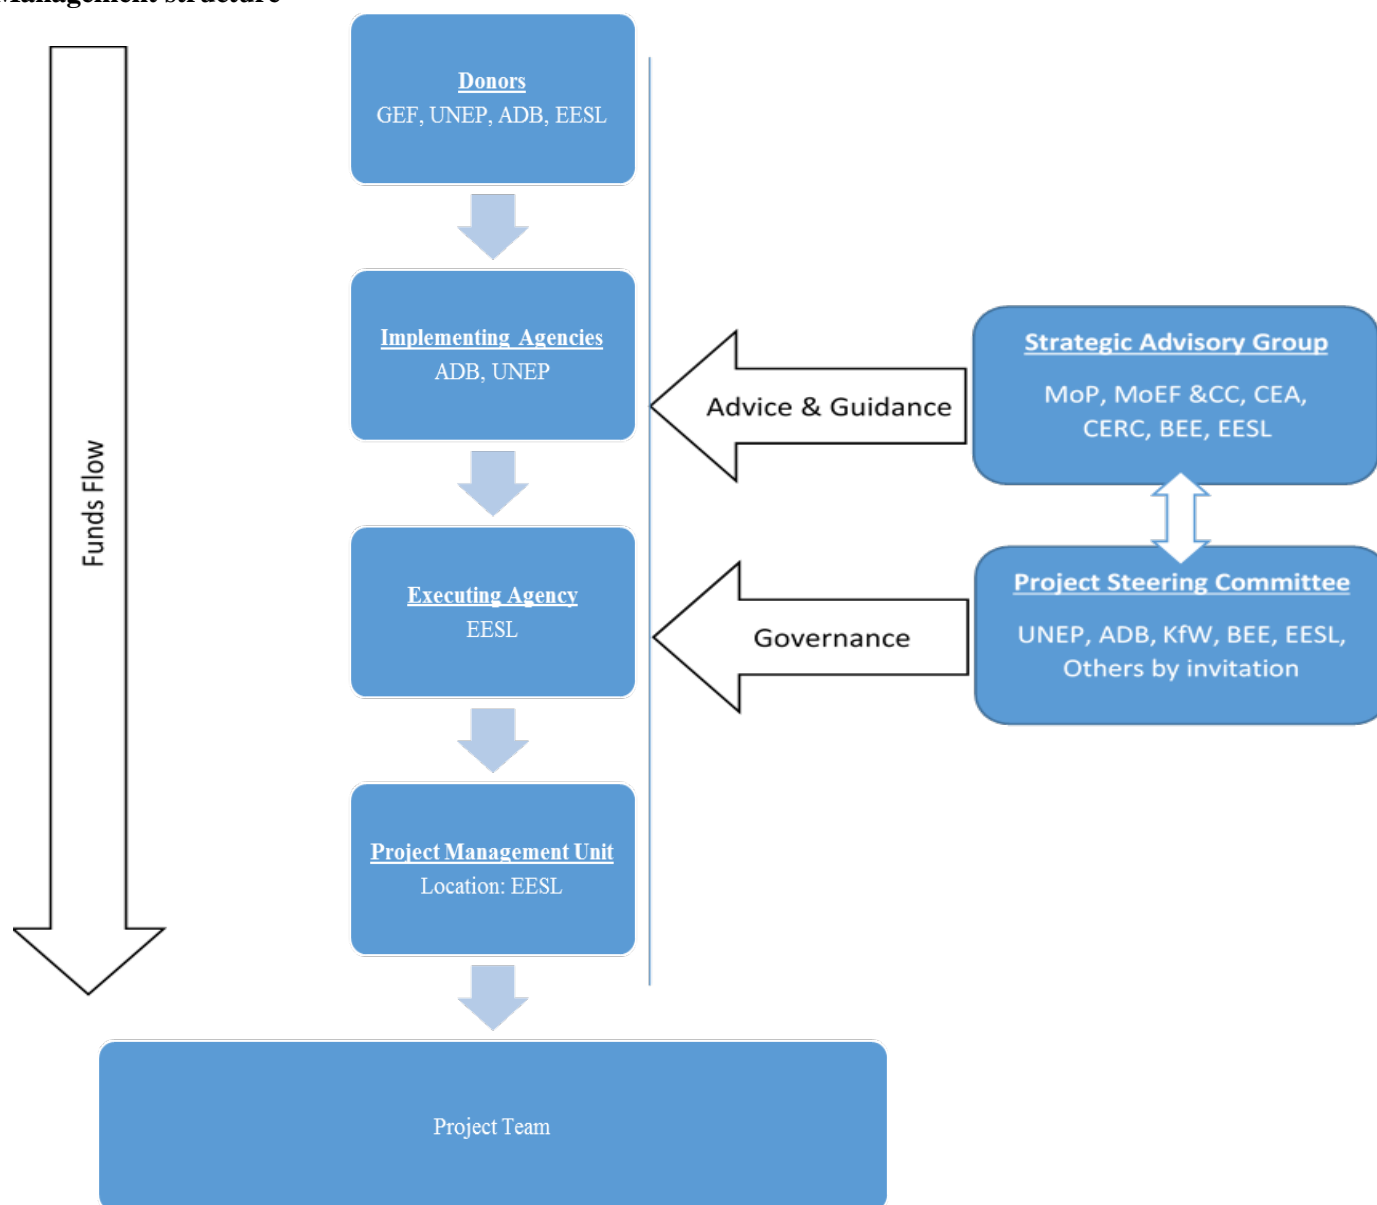 Management structure
Donors
GEF, UNEP, ADB, EESL
Implementing Agencies
ADB, UNEP
Executing Agency
EESL
Project Management Unit
Location: EESL
Project Team
Funds Flow
Advice & Guidance
Governance
Strategic Advisory Group
MoP, MoEF &CC, CEA,
CERC, BEE, EESL
Project Steering Committee
UNEP, ADB, KfW, BEE, EESL,
Others by invitation